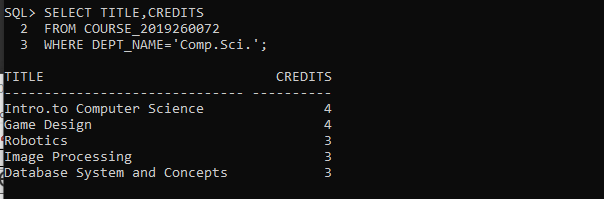 SQL> SELECT TITLE,CREDITS
  2  FROM COURSE_2019260072
  3  WHERE DEPT_NAME='Comp.Sci.';
TITLE                             CREDITS
------------------------------ ----------
Intro.to Computer Science               4
Game Design                             4
Robotics                                3
Image Processing                        3
Database System and Concepts            3